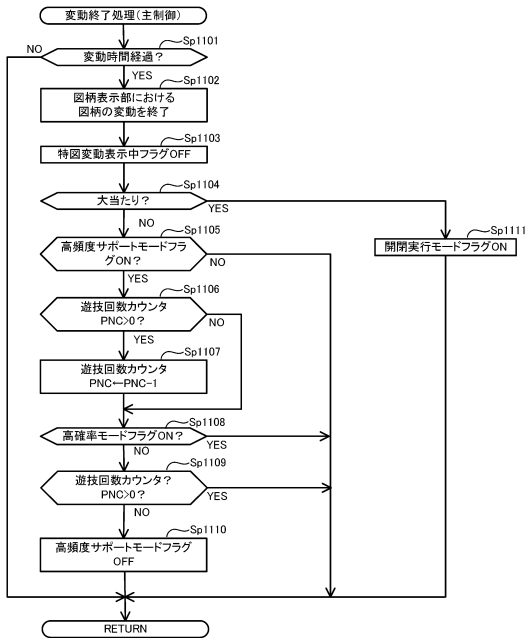 変動終了処理(主制御)
Sp1101
NO
変動時間経過？
YES
Sp1102
図柄表示部における
図柄の変動を終了
Sp1103
特図変動表示中フラグOFF
Sp1104
大当たり？
YES
NO
Sp1105
高頻度サポートモードフラ
グON？
NO
YES
Sp1111
開閉実行モードフラグON
Sp1106
遊技回数カウンタ
PNC>0？
NO
YES
Sp1107
遊技回数カウンタ
PNC←PNC-1
Sp1108
高確率モードフラグON？
YES
NO
Sp1109
遊技回数カウンタ？
PNC>0？
YES
NO
Sp1110
高頻度サポートモードフラグ
OFF
RETURN